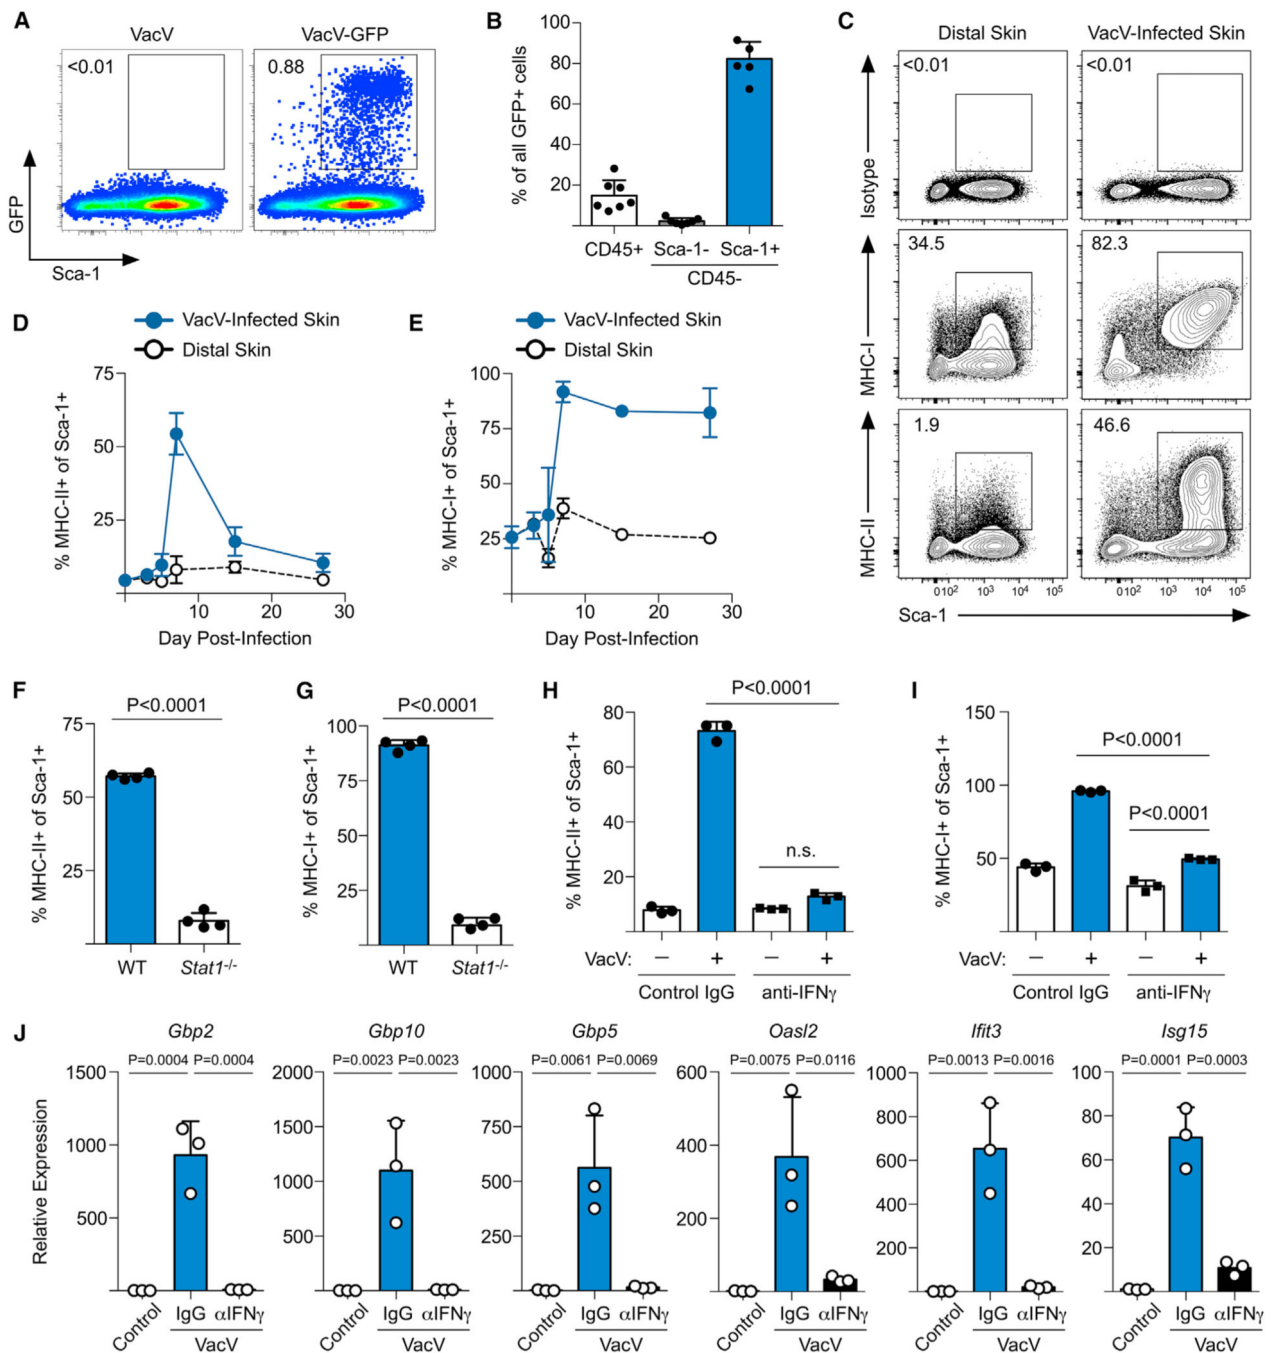 A
VacV
VacV-GFP
<0.01
0.88
GFP
Sca-1
B
% of all GFP+ cells
100
80
60
40
20
CD45+
Sca-1-
Sca-1+
CD45-
C
Distal Skin
VacV-Infected Skin
<0.01
<0.01
Isotype
34.5
82.3
MHC-I
1.9
46.6
MHC-II
0 10² 10³ 10⁴ 10⁵
0 10² 10³ 10⁴ 10⁵
Sca-1
D
VacV-Infected Skin
Distal Skin
% MHC-II+ of Sca-1+
75
50
25
10 20 30
Day Post-Infection
E
VacV-Infected Skin
Distal Skin
% MHC-I+ of Sca-1+
100
75
50
25
10 20 30
Day Post-Infection
F
P<0.0001
% MHC-II+ of Sca-1+
75
50
25
WT Stat1-/-
G
P<0.0001
% MHC-I+ of Sca-1+
100
75
50
25
WT Stat1-/-
H
P<0.0001
% MHC-II+ of Sca-1+
80
60
40
20
n.s.
VacV: – + – +
Control IgG anti-IFNγ
I
P<0.0001
P<0.0001
% MHC-I+ of Sca-1+
150
100
50
VacV: – + – +
Control IgG anti-IFNγ
J
Relative Expression
Gbp2
P=0.0004 P=0.0004
1500
1000
500
Control IgG αIFNγ
VacV
Gbp10
P=0.0023 P=0.0023
2000
1500
1000
500
Control IgG αIFNγ
VacV
Gbp5
P=0.0061 P=0.0069
1000
750
500
250
Control IgG αIFNγ
VacV
Oasl2
P=0.0075 P=0.0116
600
400
200
Control IgG αIFNγ
VacV
Ifit3
P=0.0013 P=0.0016
1000
800
600
400
200
Control IgG αIFNγ
VacV
Isg15
P=0.0001 P=0.0003
100
80
60
40
20
Control IgG αIFNγ
VacV